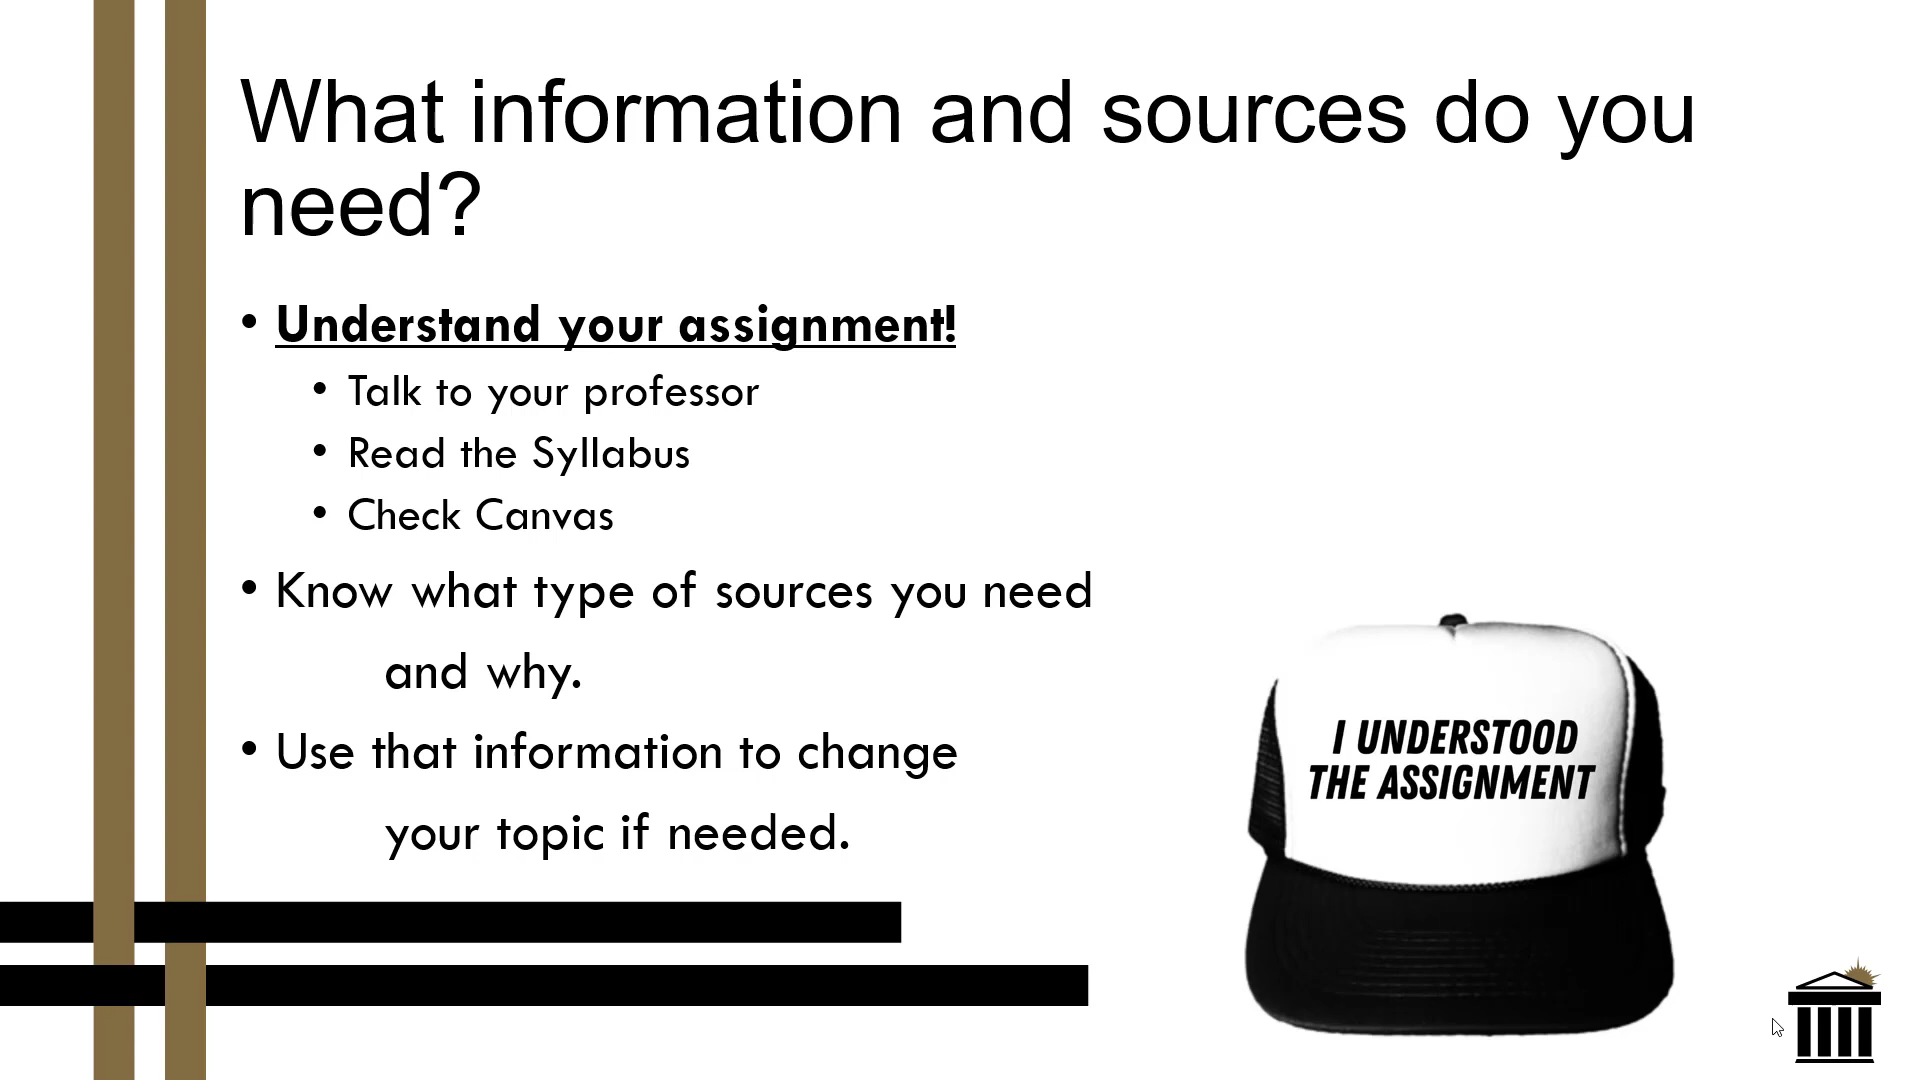 What information and sources do you
need?
• Understand your assignment!
• Talk to your professor
• Read the Syllabus
• Check Canvas
• Know what type of sources you need
and why.
• Use that information to change
your topic if needed.
I UNDERSTOOD
THE ASSIGNMENT